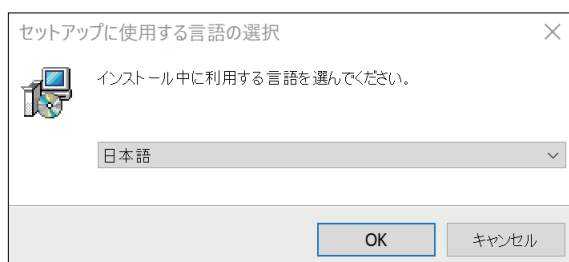 セットアップに使用する言語の選択
インストール中に利用する言語を選んでください。
日本語
OK
キャンセル